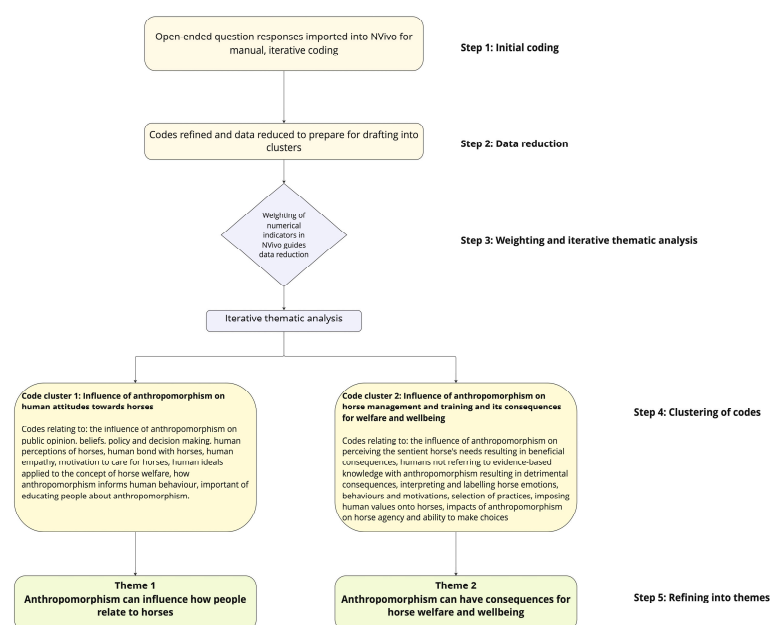 Open-ended question responses imported into NVivo for
manual, iterative coding
Step 1: Initial coding
Codes refined and data reduced to prepare for drafting into
clusters
Step 2: Data reduction
Weighting of
numerical
indicators in
NVivo guides
data reduction
Step 3: Weighting and iterative thematic analysis
Iterative thematic analysis
Code cluster 1: Influence of anthropomorphism on
human attitudes towards horses
Codes relating to: the influence of anthropomorphism on
public opinion, beliefs, policy and decision making, human
perceptions of horses, human bond with horses, human
empathy, motivation to care for horses, human ideals
applied to the concept of horse welfare, how
anthropomorphism informs human behaviour, important of
educating people about anthropomorphism.
Code cluster 2: Influence of anthropomorphism on
horse management and training and its consequences
for welfare and wellbeing
Codes relating to: the influence of anthropomorphism on
perceiving the sentient horse's needs resulting in beneficial
consequences, humans not referring to evidence-based
knowledge with anthropomorphism resulting in detrimental
consequences, interpreting and labelling horse emotions,
behaviours and motivations, selection of practices, imposing
human values onto horses, impacts of anthropomorphism
on horse agency and ability to make choices
Step 4: Clustering of codes
Theme 1
Anthropomorphism can influence how people
relate to horses
Theme 2
Anthropomorphism can have consequences for
horse welfare and wellbeing
Step 5: Refining into themes